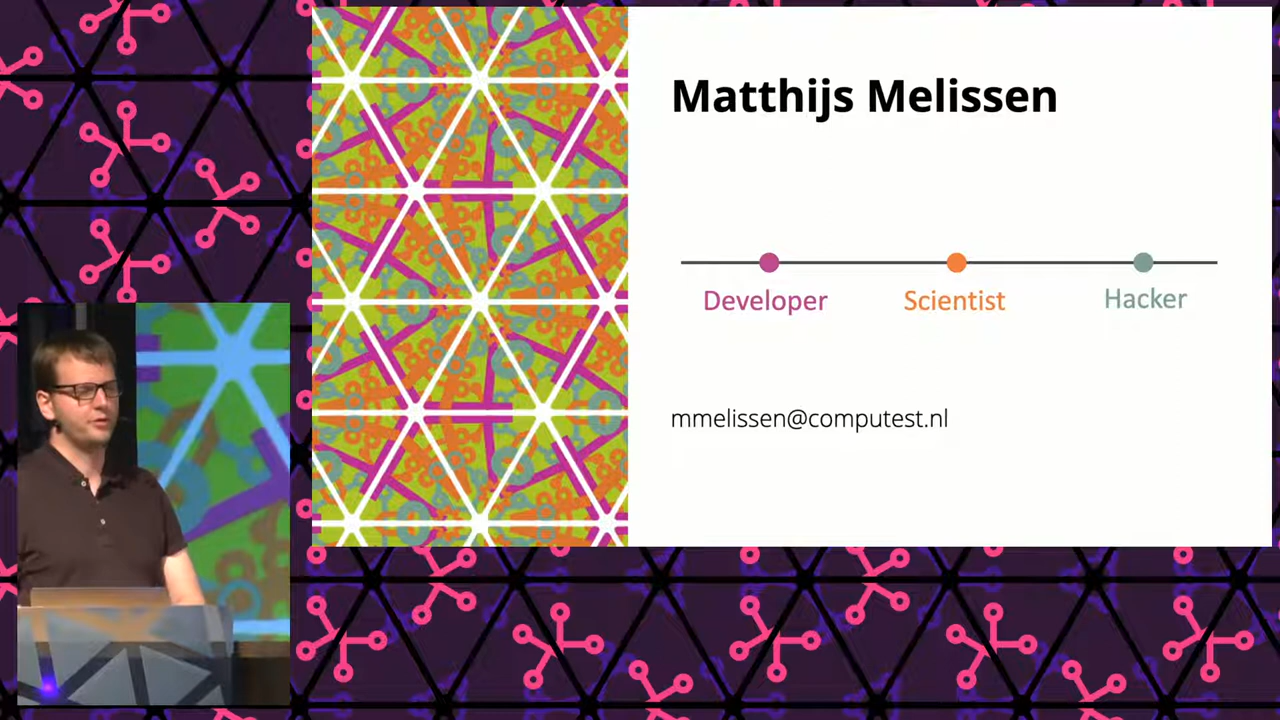 Matthijs Melissen
Developer
Scientist
Hacker
mmelissen@computest.nl